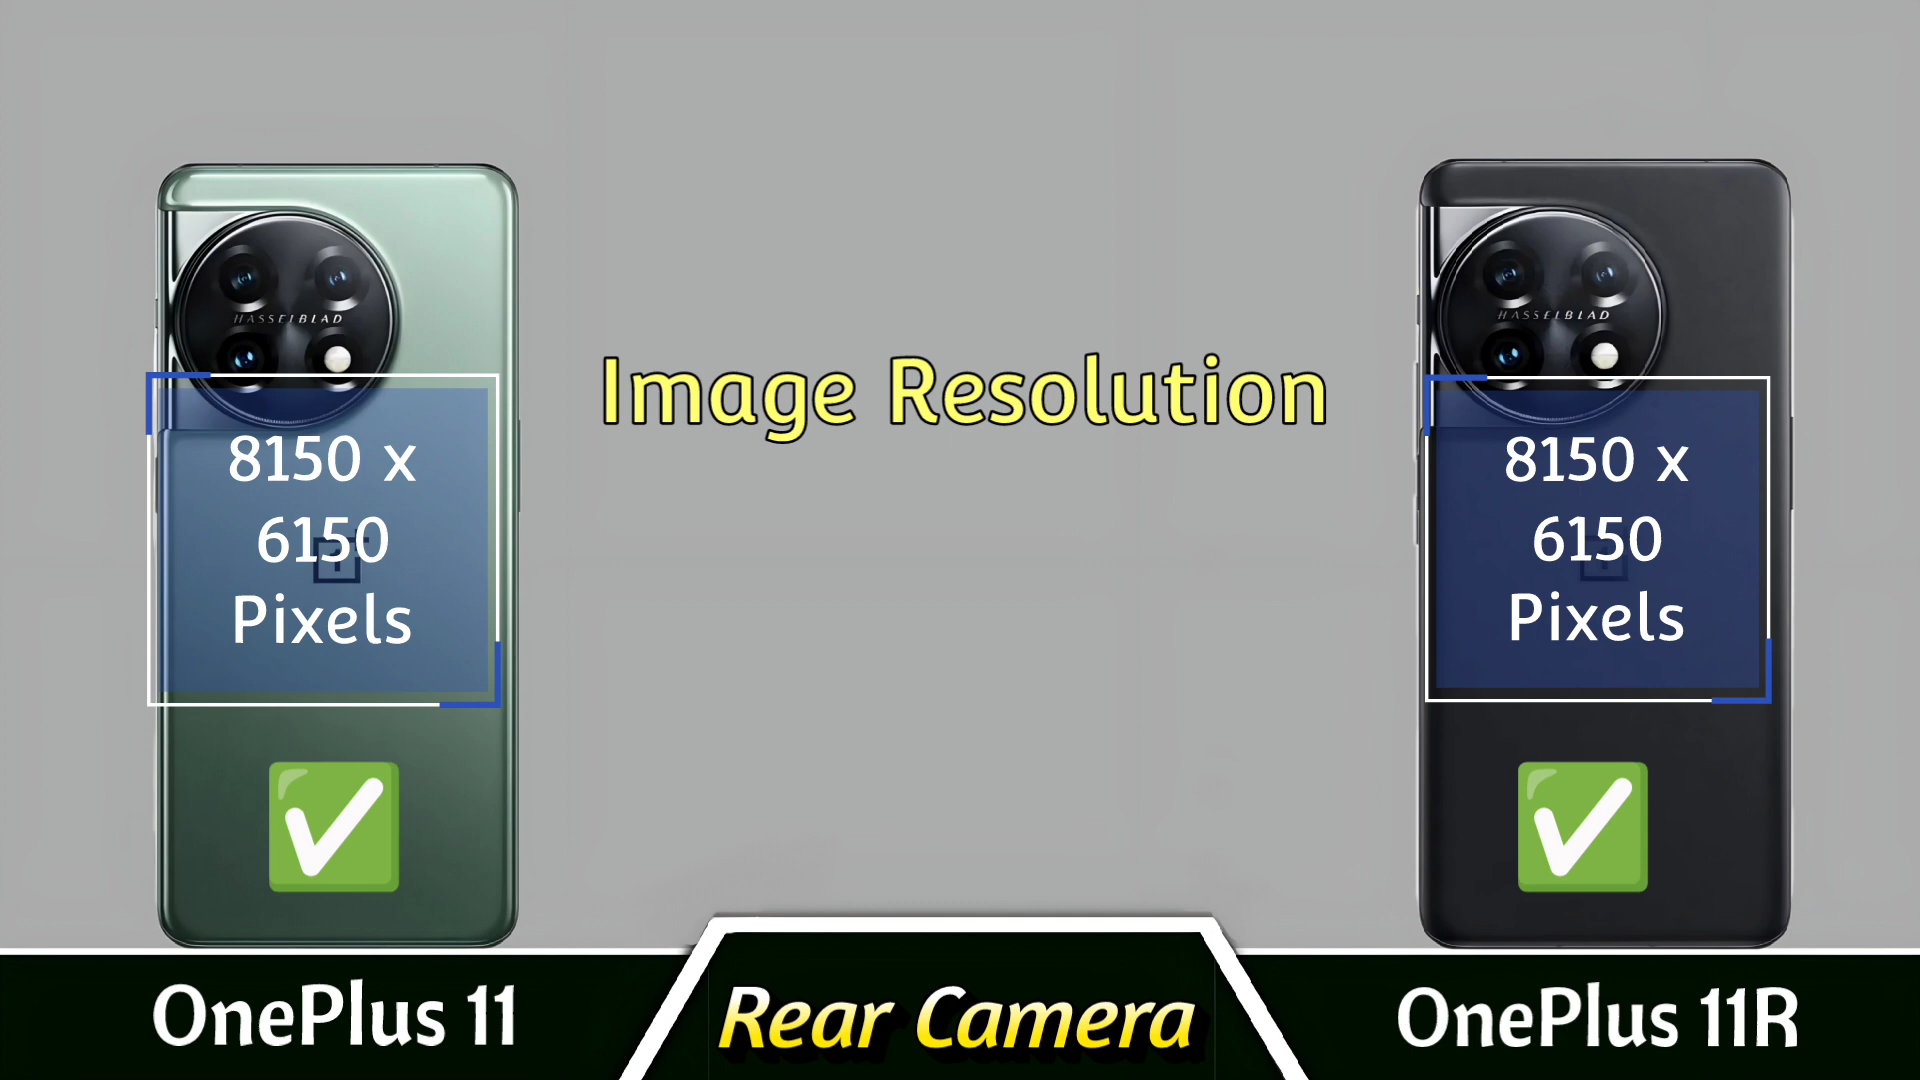 HASSELBLAD
HASSELBLAD
Image Resolution
8150 x
6150
Pixels
8150 x
6150
Pixels
OnePlus 11
Rear Camera
OnePlus 11R